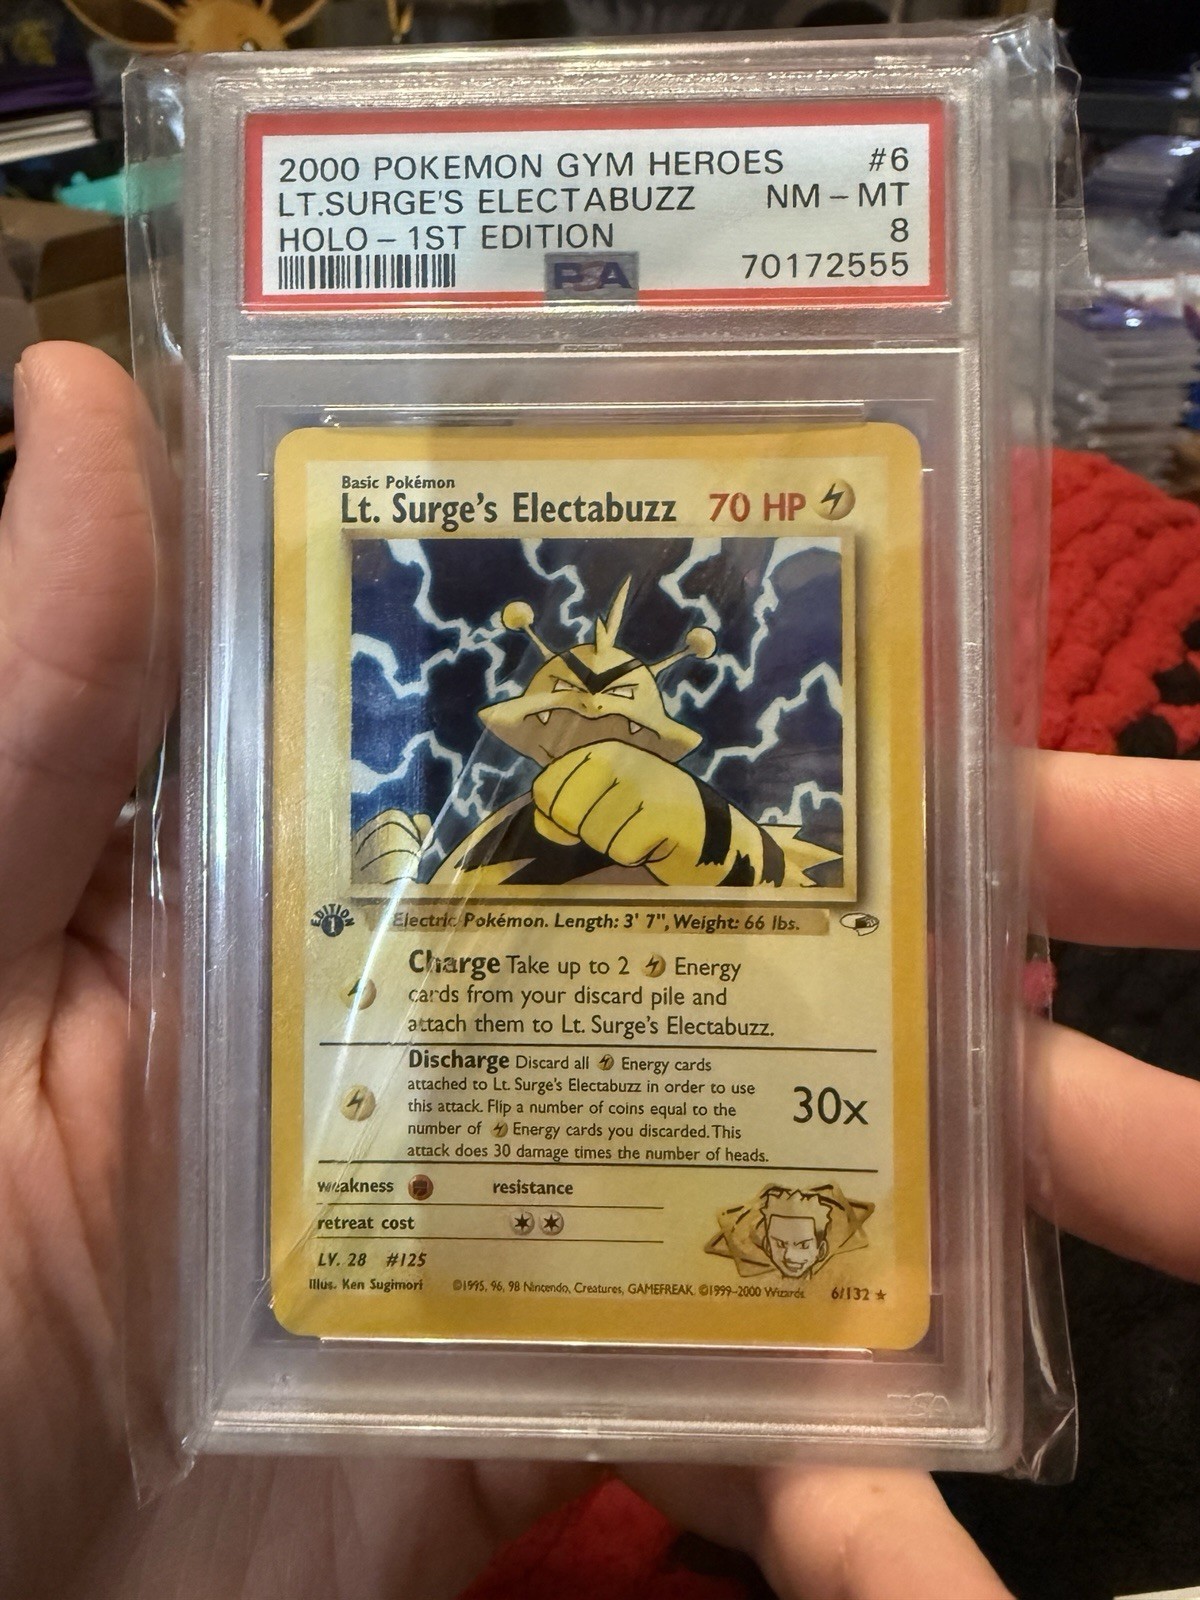 2000 POKEMON GYM HEROES #6
LT.SURGE'S ELECTABUZZ NM - MT
HOLO - 1ST EDITION 8
PSA 70172555
Basic Pokémon
Lt. Surge's Electabuzz 70 HP
EDITION 1
Electric Pokémon. Length: 3' 7", Weight: 66 lbs.
Charge Take up to 2 Energy
cards from your discard pile and
attach them to Lt. Surge's Electabuzz.
Discharge Discard all Energy cards
attached to Lt. Surge's Electabuzz in order to use
this attack. Flip a number of coins equal to the
number of Energy cards you discarded. This
attack does 30 damage times the number of heads.
30x
weakness resistance
retreat cost
LV. 28 #125
Illus. Ken Sugimori ©1995, 96, 98 Nintendo, Creatures, GAMEFREAK. ©1999-2000 Wizards. 6/132 ★
PSA